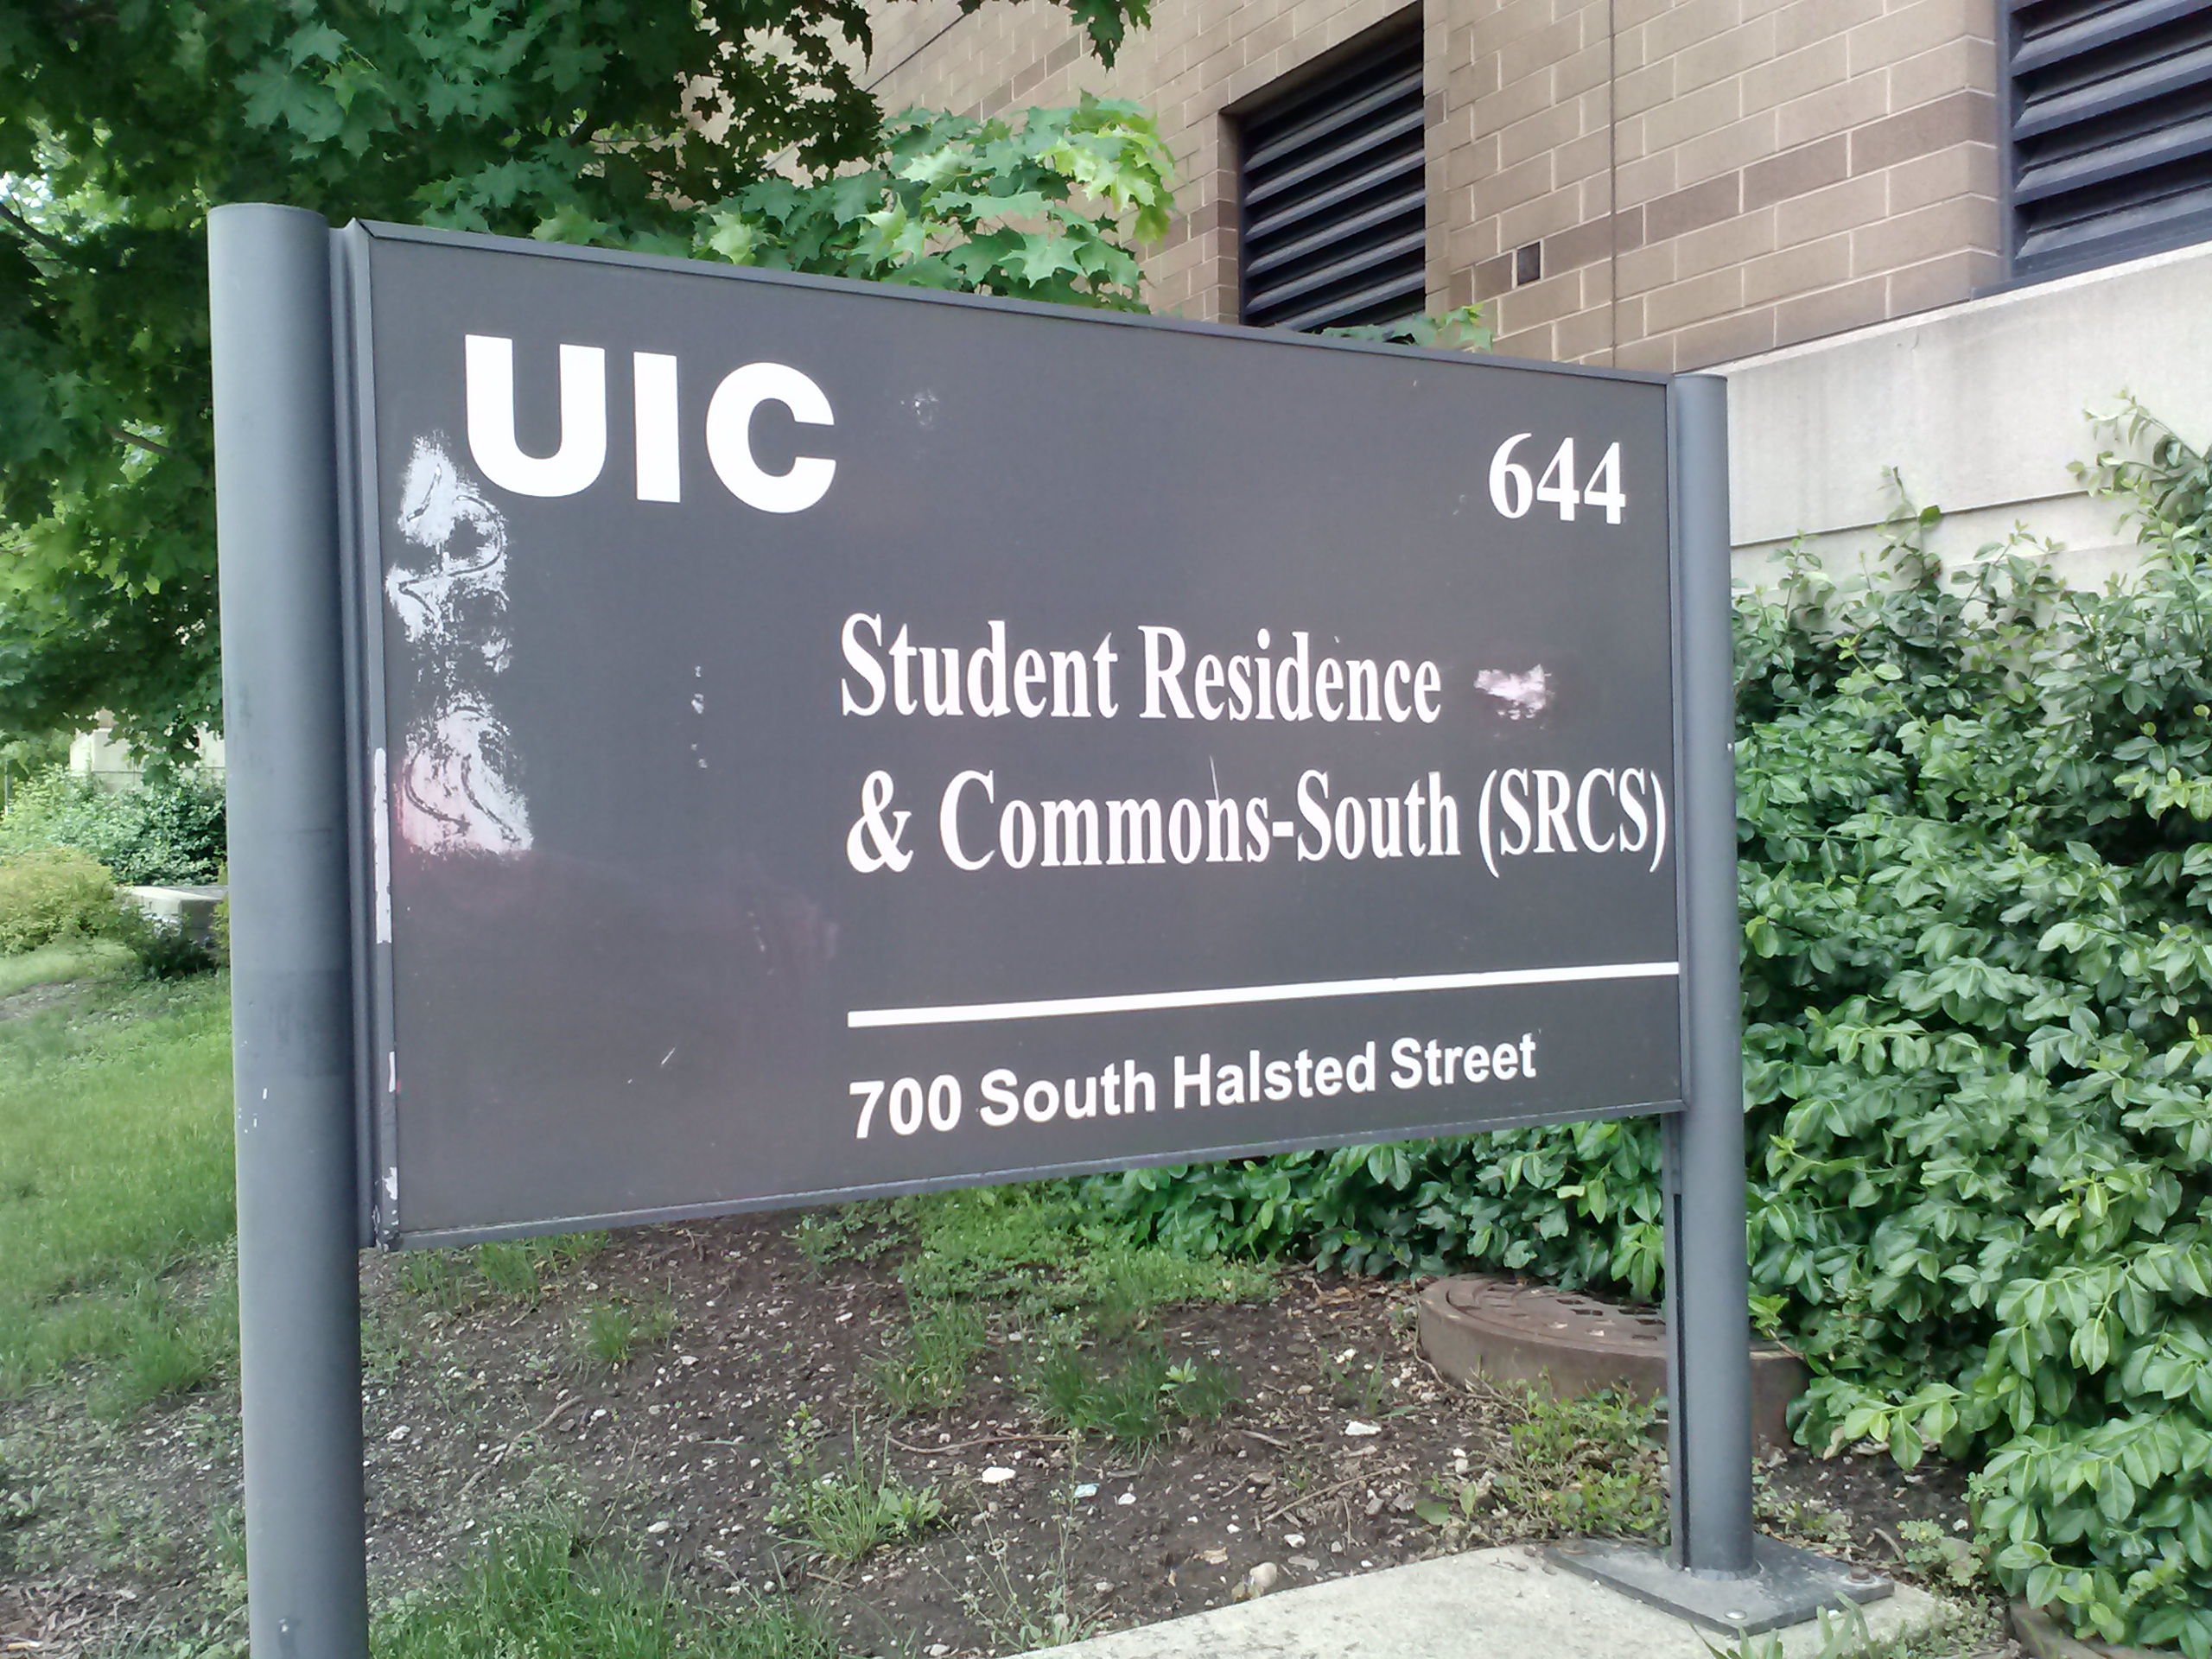 UIC
644
Student Residence
& Commons-South (SRCS)
700 South Halsted Street